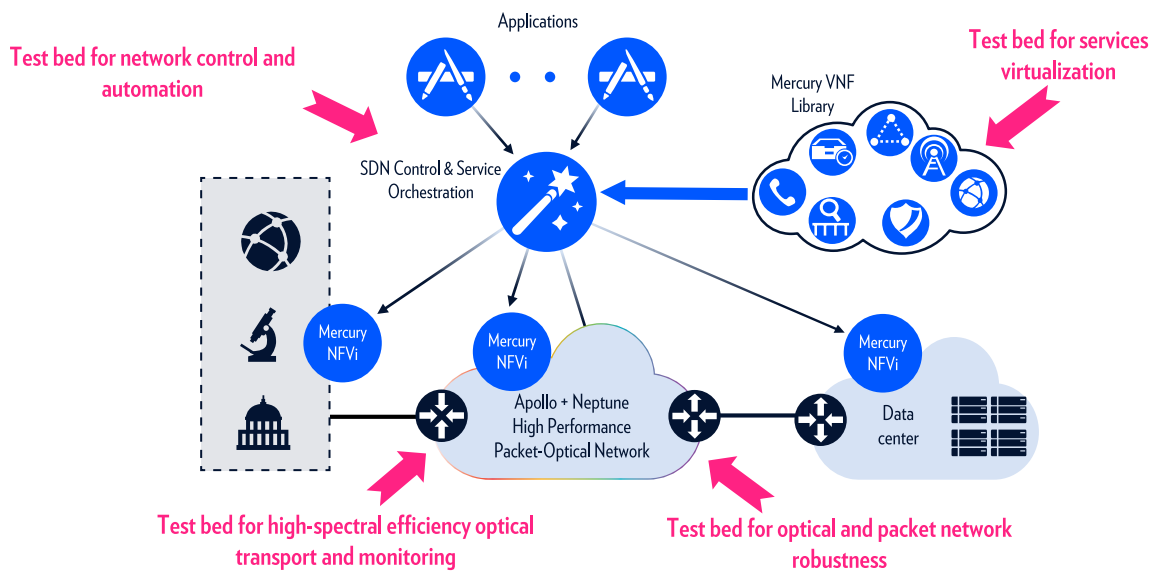 Applications
Test bed for network control and
automation
Test bed for services
virtualization
Mercury VNF
Library
SDN Control & Service
Orchestration
Mercury
NFVi
Mercury
NFVi
Mercury
NFVi
Apollo + Neptune
High Performance
Packet-Optical Network
Data
center
Test bed for high-spectral efficiency optical
transport and monitoring
Test bed for optical and packet network
robustness